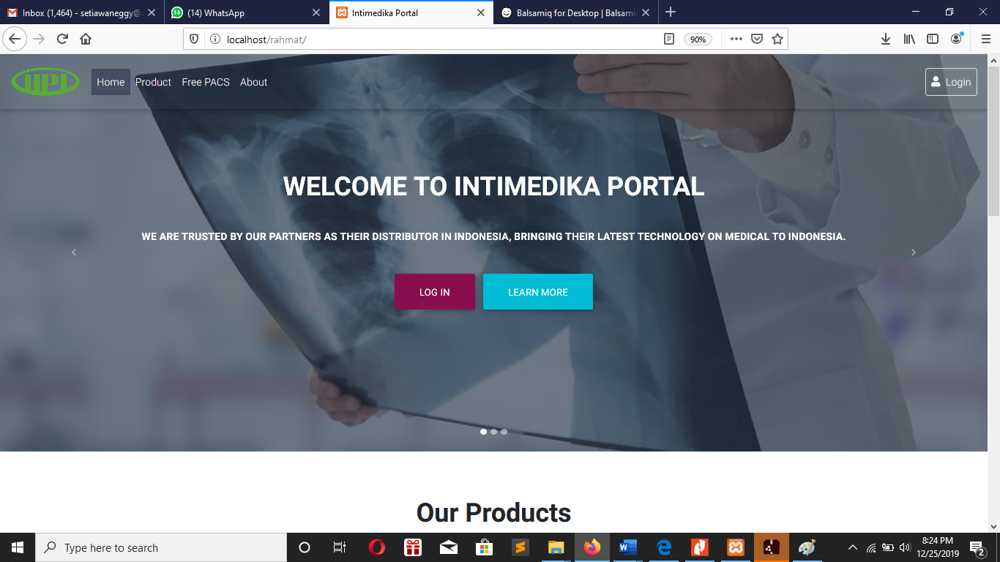 Inbox (1,464) - setiawaneggy@
(14) WhatsApp
Intimedika Portal
Balsamiq for Desktop | Balsami
localhost/rahmat/
90%
Home Product Free PACS About
Login
WELCOME TO INTIMEDIKA PORTAL
WE ARE TRUSTED BY OUR PARTNERS AS THEIR DISTRIBUTOR IN INDONESIA, BRINGING THEIR LATEST TECHNOLOGY ON MEDICAL TO INDONESIA.
LOG IN LEARN MORE
Our Products
Type here to search
8:24 PM
12/25/2019
2